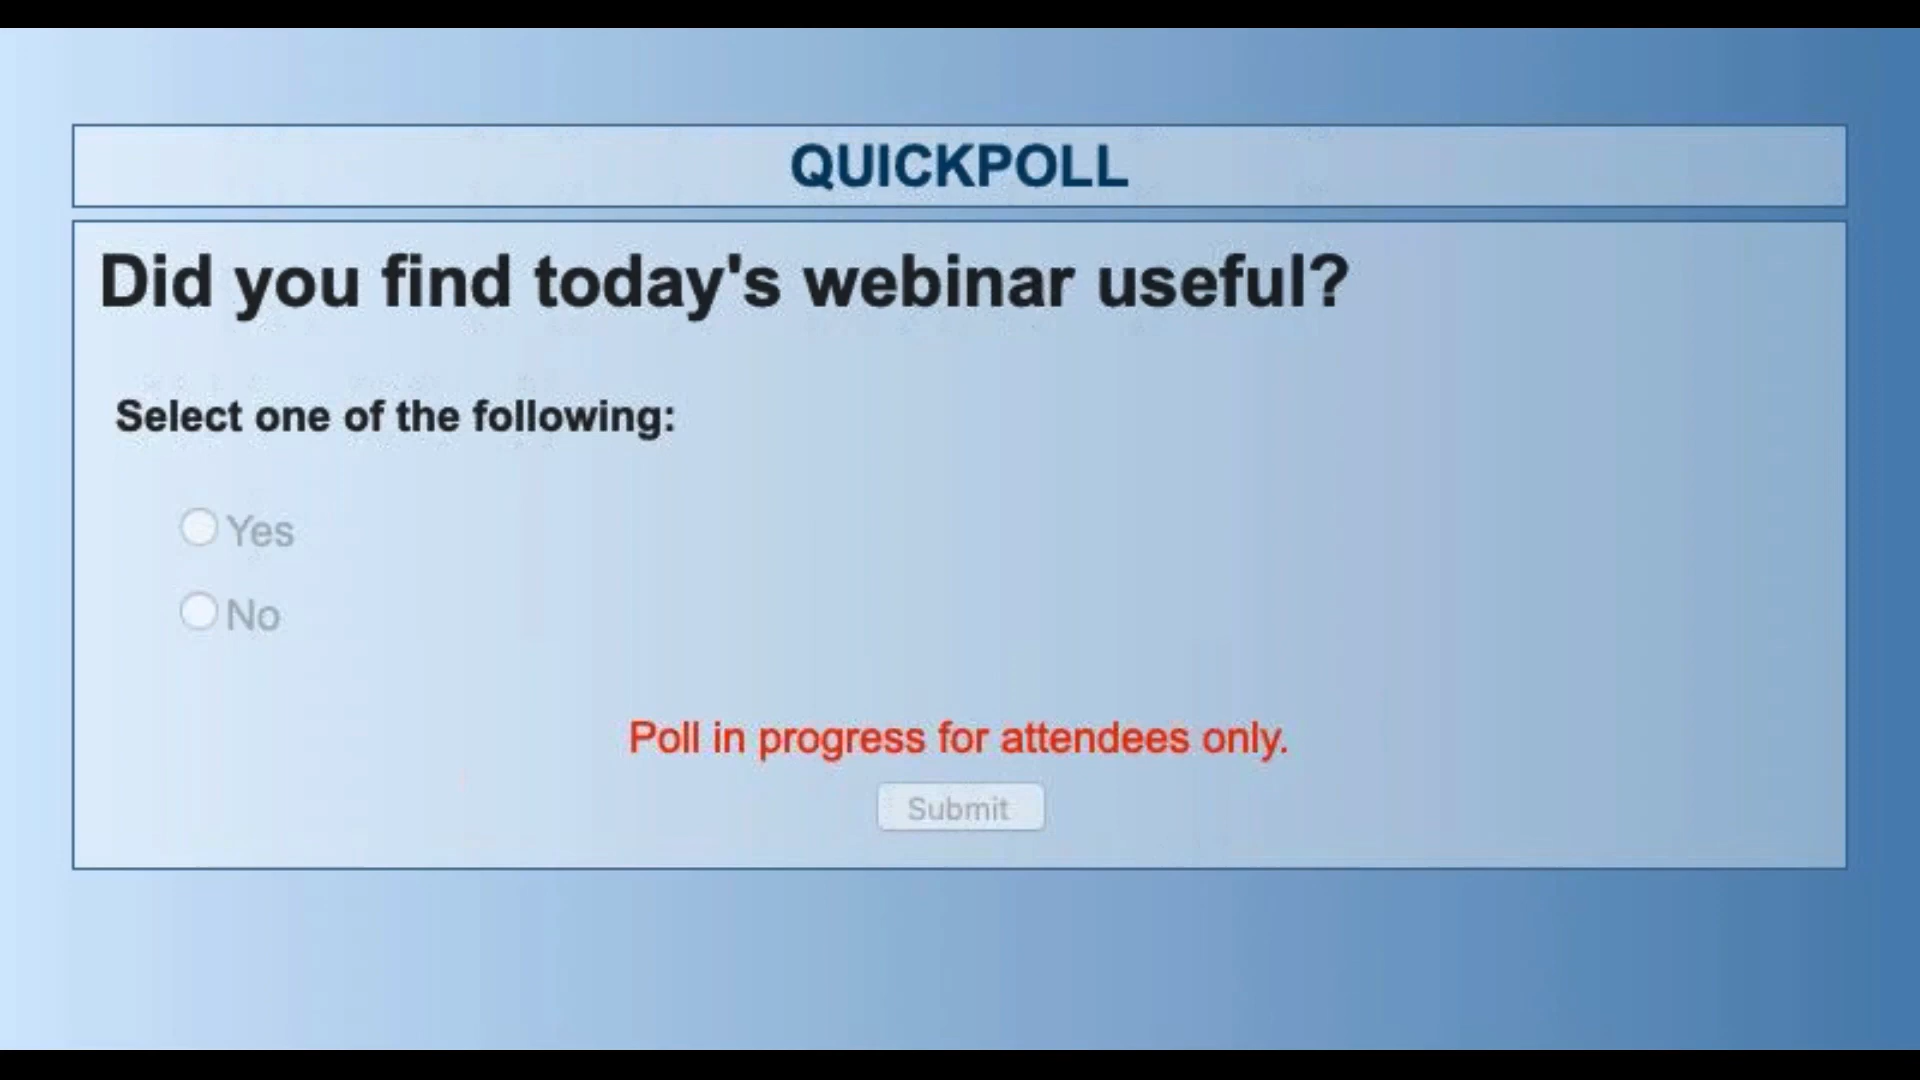 QUICKPOLL
Did you find today's webinar useful?
Select one of the following:
Yes
No
Poll in progress for attendees only.
Submit